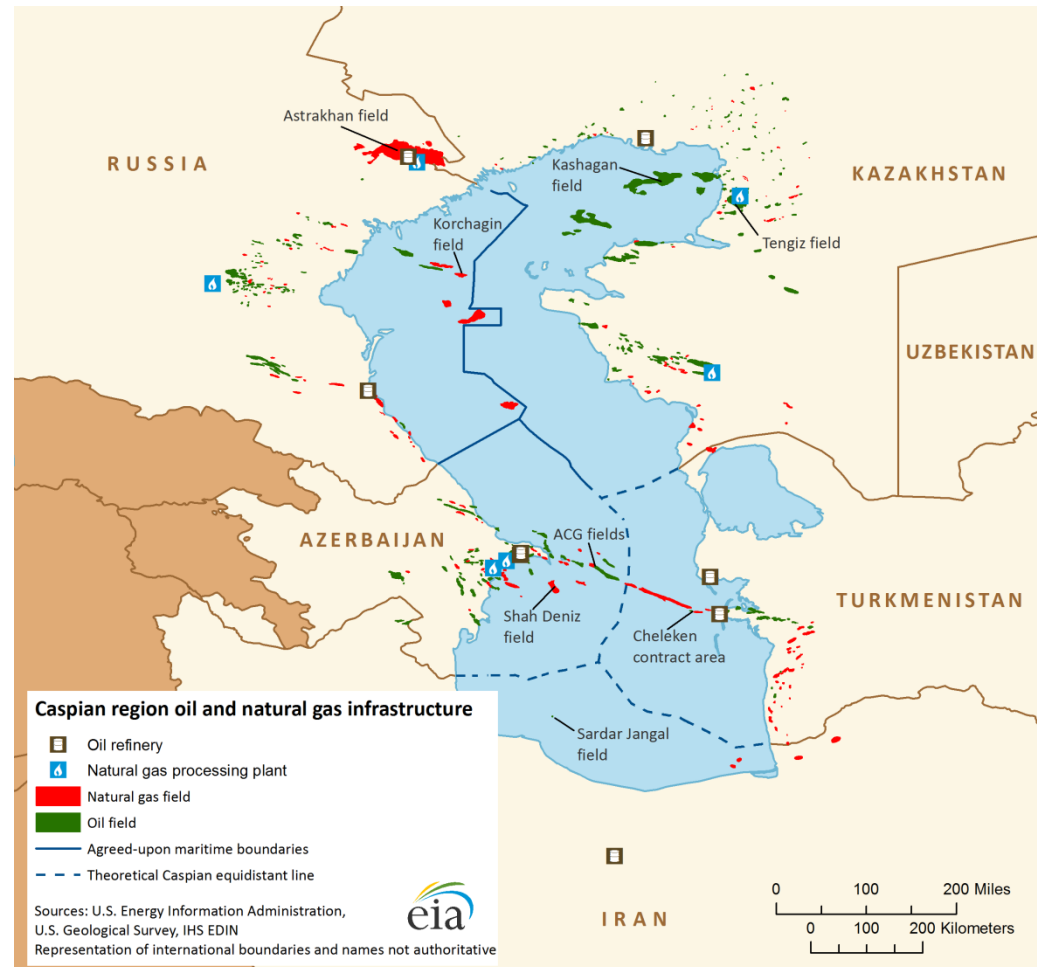 Astrakhan field
RUSSIA
Kashagan
field
KAZAKHSTAN
Korchagin
field
Tengiz field
UZBEKISTAN
AZERBAIJAN
ACG fields
TURKMENISTAN
Shah Deniz
field
Cheleken
contract area
Sardar Jangal
field
IRAN
Caspian region oil and natural gas infrastructure
Oil refinery
Natural gas processing plant
Natural gas field
Oil field
Agreed-upon maritime boundaries
Theoretical Caspian equidistant line
Sources: U.S. Energy Information Administration,
U.S. Geological Survey, IHS EDIN
Representation of international boundaries and names not authoritative
eia
0 100 200 Miles
0 100 200 Kilometers